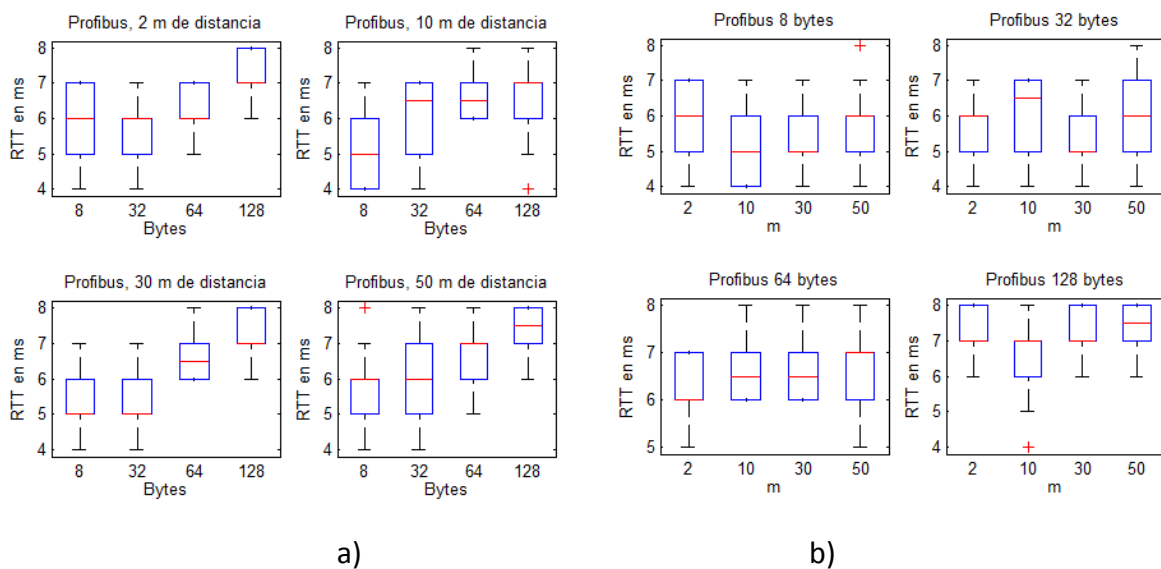 Profibus, 2 m de distancia
8
7
6
5
4
RTT en ms
8 32 64 128
Bytes
Profibus, 10 m de distancia
8
7
6
5
4
RTT en ms
8 32 64 128
Bytes
Profibus, 30 m de distancia
8
7
6
5
4
RTT en ms
8 32 64 128
Bytes
Profibus, 50 m de distancia
8
7
6
5
4
RTT en ms
8 32 64 128
Bytes
a)
Profibus 8 bytes
8
7
6
5
4
RTT en ms
2 10 30 50
m
Profibus 32 bytes
8
7
6
5
4
RTT en ms
2 10 30 50
m
Profibus 64 bytes
8
7
6
5
RTT en ms
2 10 30 50
m
Profibus 128 bytes
8
7
6
5
4
RTT en ms
2 10 30 50
m
b)